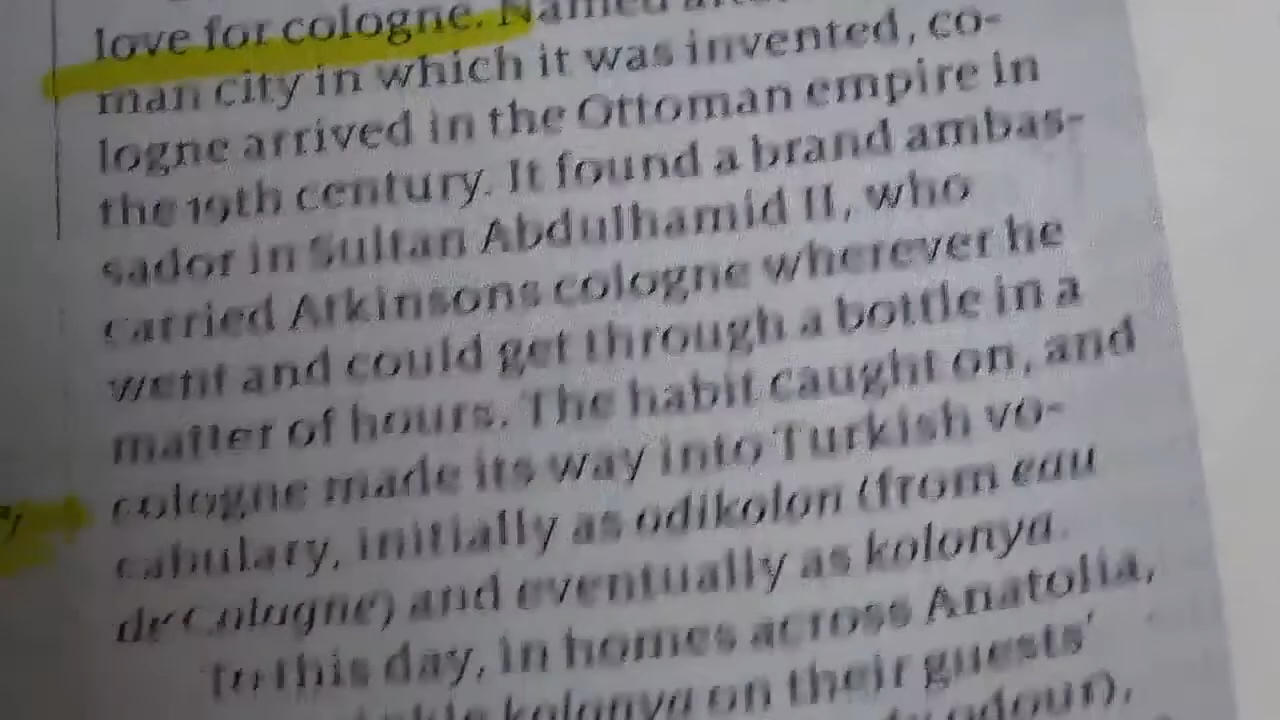 love for cologne. Named
man city in which it was invented, co-
logne arrived in the Ottoman empire in
the 19th century. It found a brand ambas-
sador in Sultan Abdulhamid II, who
carried Atkinsons cologne wherever he
went and could get through a bottle in a
matter of hours. The habit caught on, and
cologne made its way into Turkish vo-
cabulary, initially as odikolon (from eau
de Cologne) and eventually as kolonya.
To this day, in homes across Anatolia,
kolonya on their guests'
odour),